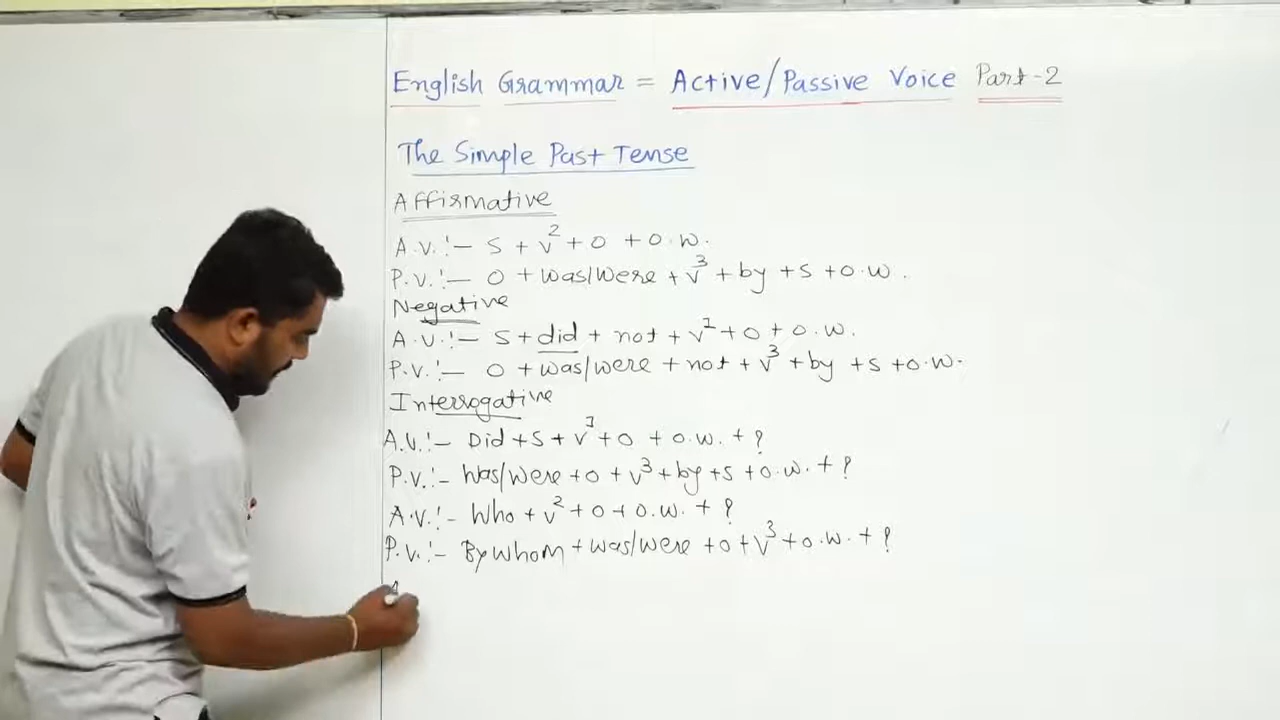 English Grammar = Active/Passive Voice Part-2
The Simple Past Tense
Affirmative
A.V.:- S + V² + O + O.W.
P.V.:- O + was/were + V³ + by + S + O.W.
Negative
A.V.:- S + did + not + V² + O + O.W.
P.V.:- O + was/were + not + V³ + by + S + O.W.
Interrogative
A.V.:- Did + S + V³ + O + O.W. + ?
P.V.:- Was/were + O + V³ + by + S + O.W. + ?
A.V.:- Who + V² + O + O.W. + ?
P.V.:- By whom + was/were + O + V³ + O.W. + ?